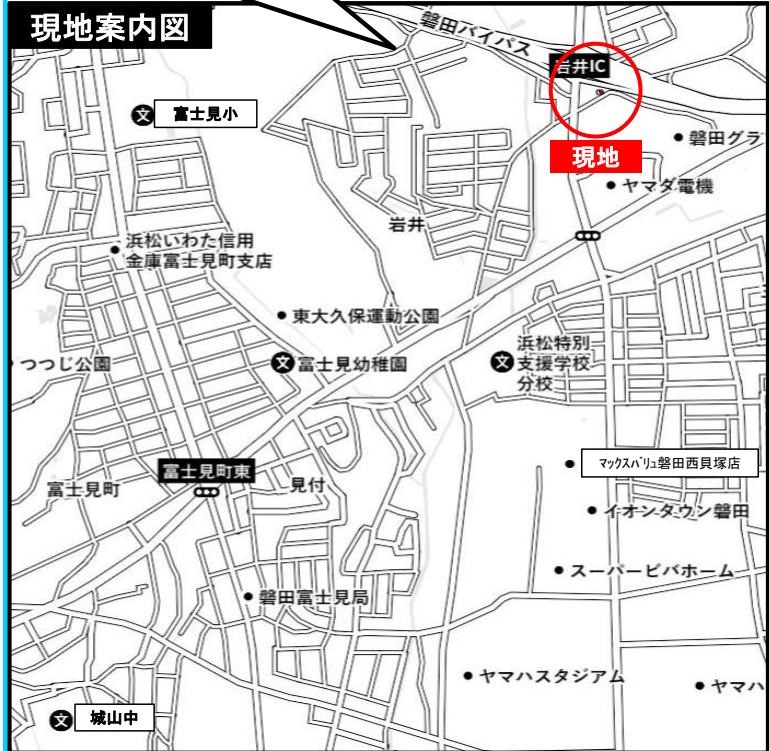 現地案内図
磐田バイパス
岩井IC
文
富士見小
現地
磐田グラ
ヤマダ電機
岩井
浜松いわた信用
金庫富士見町支店
東大久保運動公園
つつじ公園
文
富士見幼稚園
文
浜松特別
支援学校
分校
富士見町東
富士見町
見付
マックスバリュ磐田西貝塚店
イオンタウン磐田
スーパービバホーム
磐田富士見局
ヤマハスタジアム
ヤマハ
文
城山中